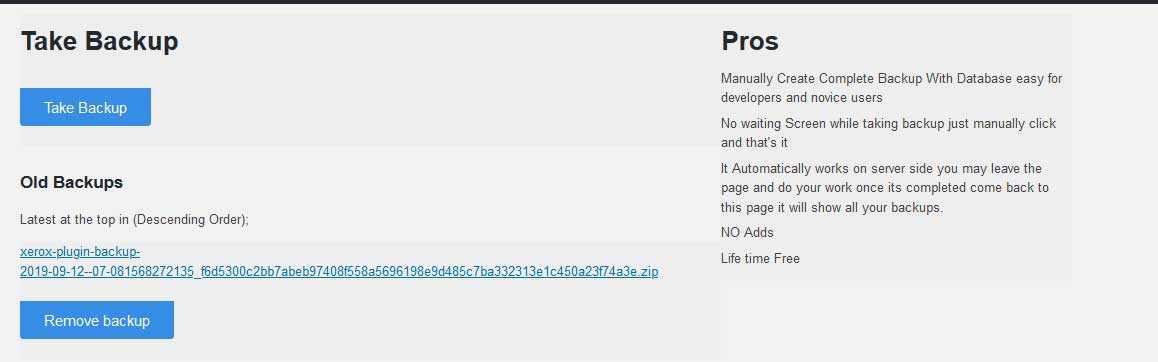 Take Backup
Take Backup
Old Backups
Latest at the top in (Descending Order);
xerox-plugin-backup-
2019-09-12--07-081568272135_f6d5300c2bb7abeb97408f558a5696198e9d485c7ba332313e1c450a23f74a3e.zip
Remove backup
Pros
Manually Create Complete Backup With Database easy for
developers and novice users
No waiting Screen while taking backup just manually click
and that's it
It Automatically works on server side you may leave the
page and do your work once its completed come back to
this page it will show all your backups.
NO Adds
Life time Free